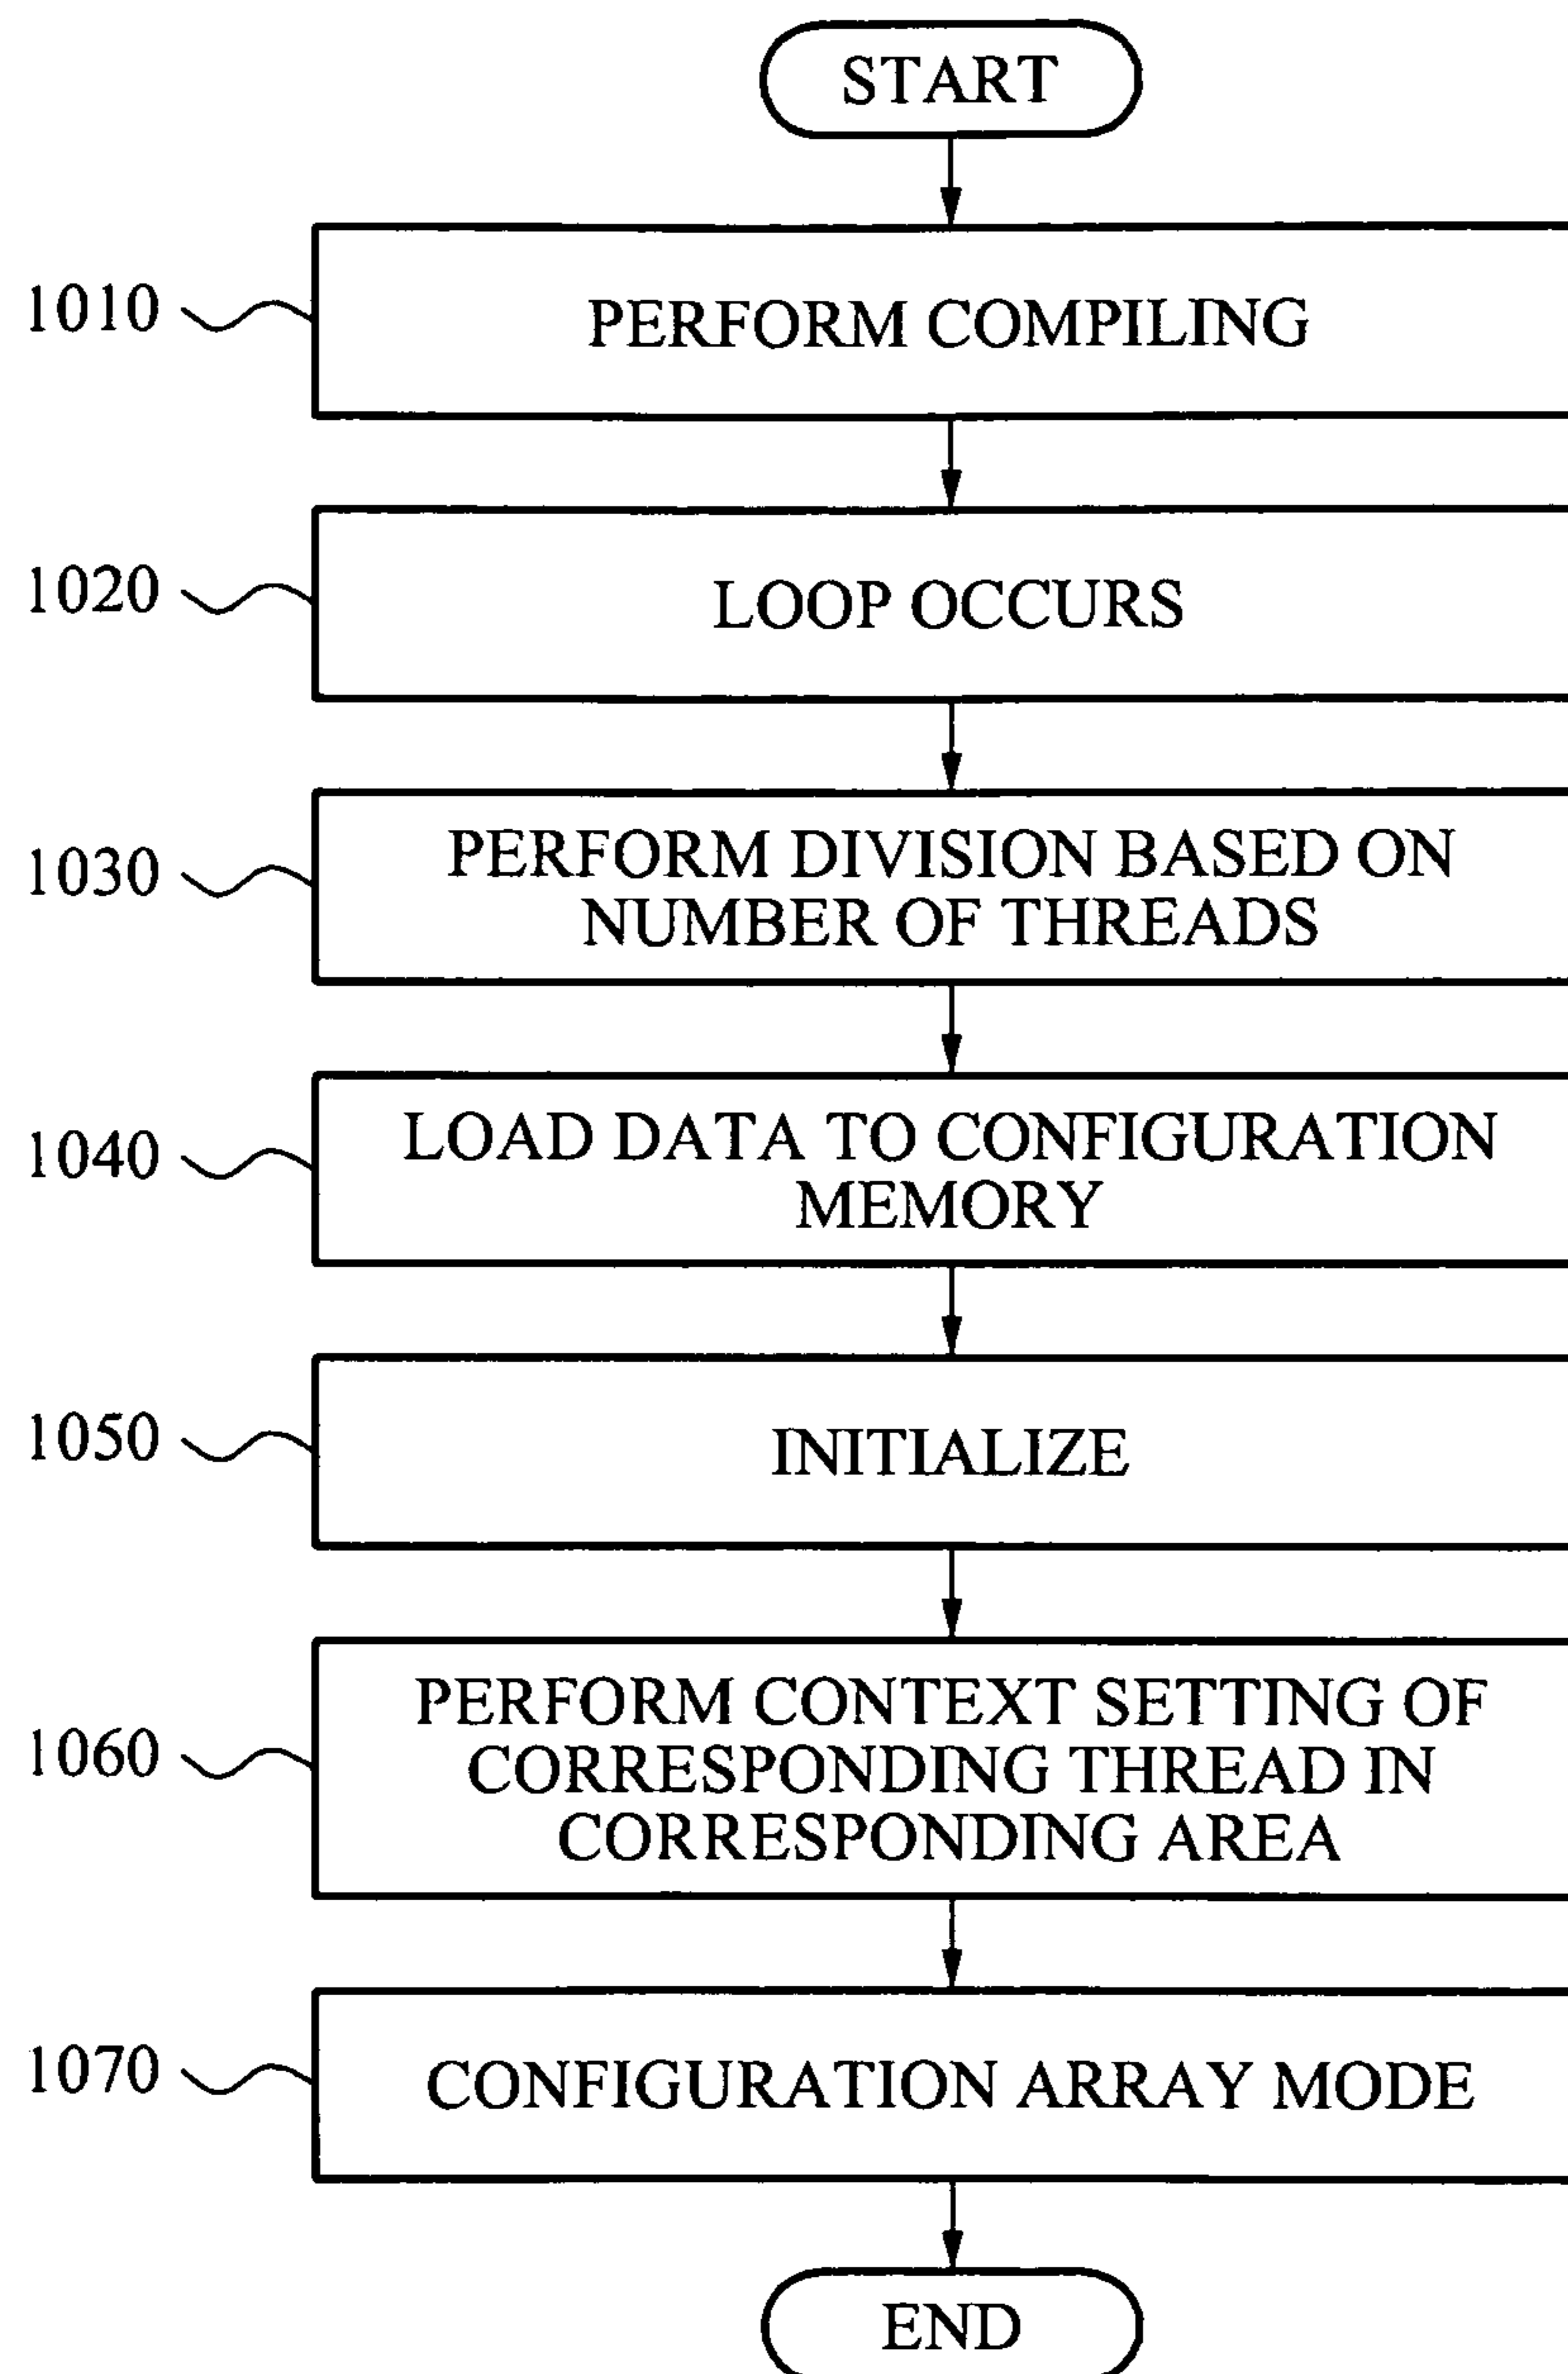 START
1010
PERFORM COMPILING
1020
LOOP OCCURS
1030
PERFORM DIVISION BASED ON
NUMBER OF THREADS
1040
LOAD DATA TO CONFIGURATION
MEMORY
1050
INITIALIZE
1060
PERFORM CONTEXT SETTING OF
CORRESPONDING THREAD IN
CORRESPONDING AREA
1070
CONFIGURATION ARRAY MODE
END